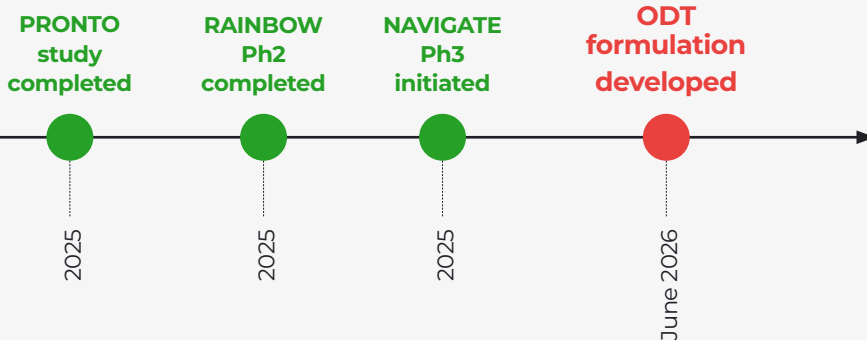 PRONTO
study
completed
RAINBOW
Ph2
completed
NAVIGATE
Ph3
initiated
ODT
formulation
developed
2025
2025
2025
June 2026